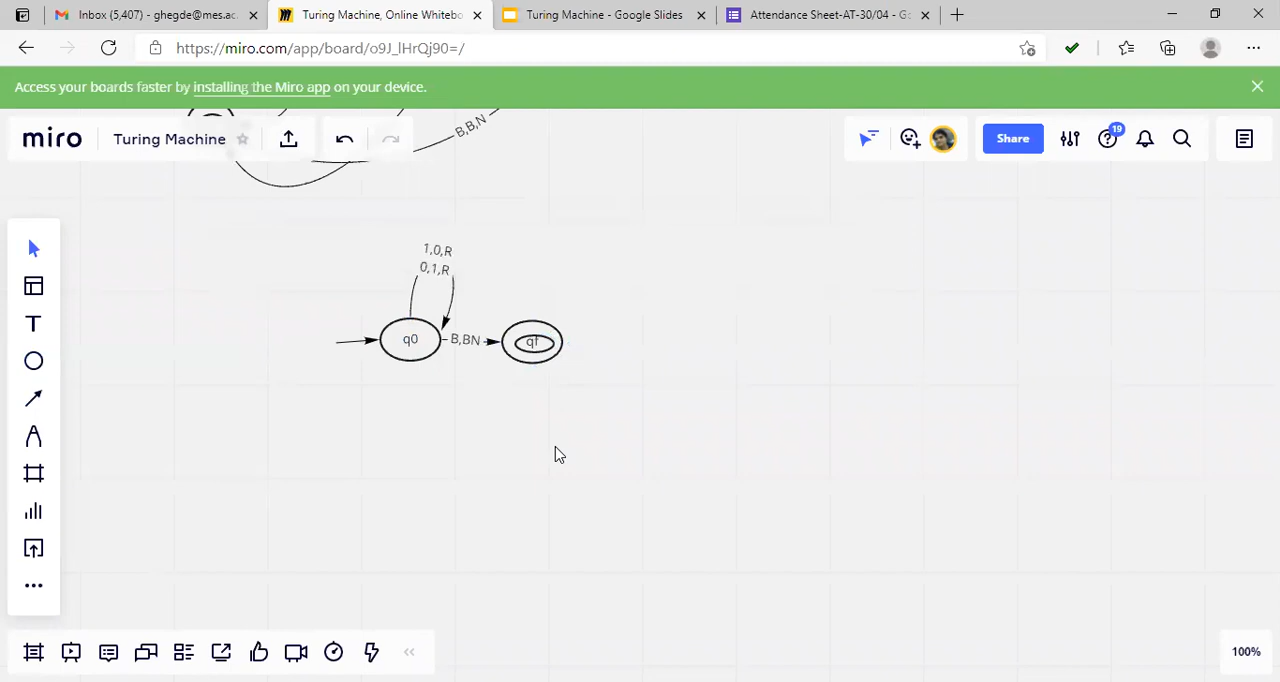 Inbox (5,407) - ghegde@mes.ac.
Turing Machine, Online Whitebo
Turing Machine - Google Slides
Attendance Sheet-AT-30/04 - Go
https://miro.com/app/board/o9J_lHrQj90=/
Access your boards faster by installing the Miro app on your device.
B,B,N
miro
Turing Machine
Share
19
1,0,R
0,1,R
q0
B,BN
qf
100%